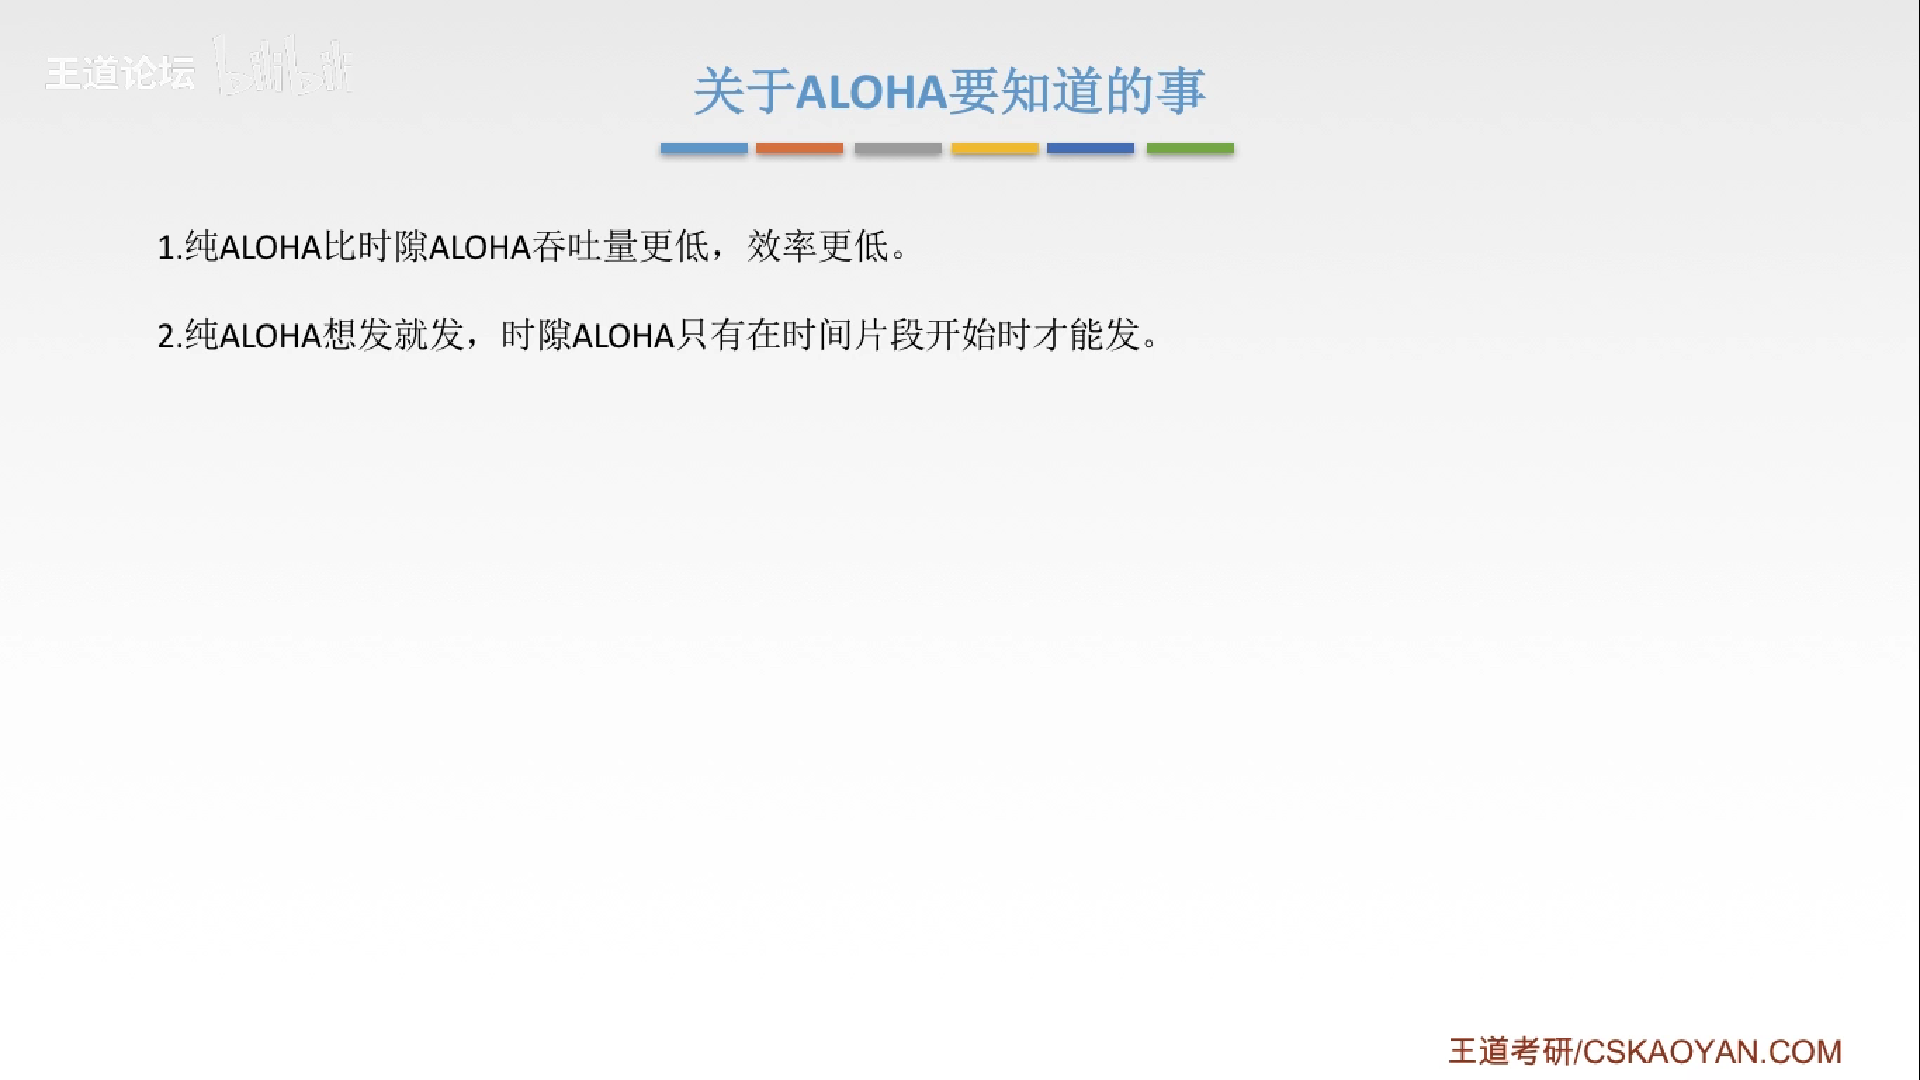 王道论坛 bilibili
关于ALOHA要知道的事
1.纯ALOHA比时隙ALOHA吞吐量更低，效率更低。
2.纯ALOHA想发就发，时隙ALOHA只有在时间片段开始时才能发。
王道考研/CSKAOYAN.COM